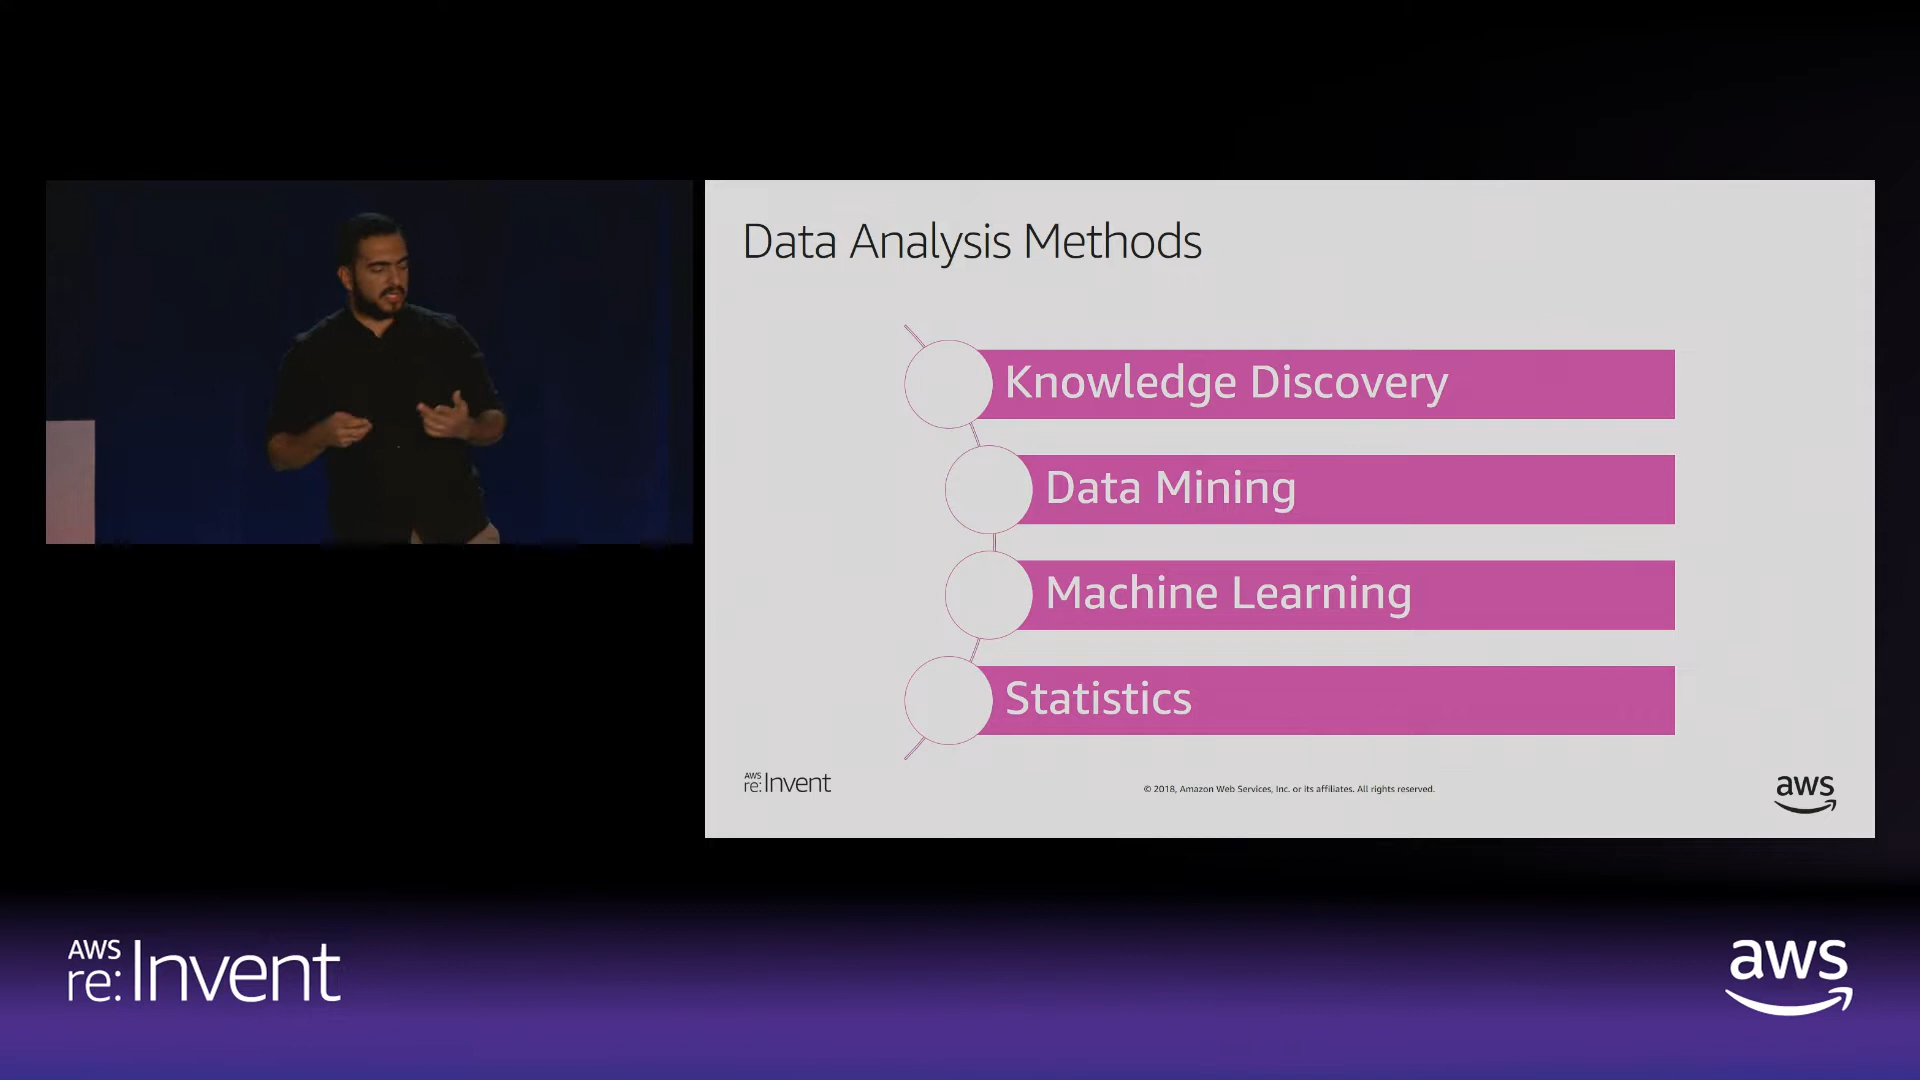 Data Analysis Methods
Knowledge Discovery
Data Mining
Machine Learning
Statistics
AWS
re:Invent
© 2018, Amazon Web Services, Inc. or its affiliates. All rights reserved.
aws
AWS
re:Invent
aws